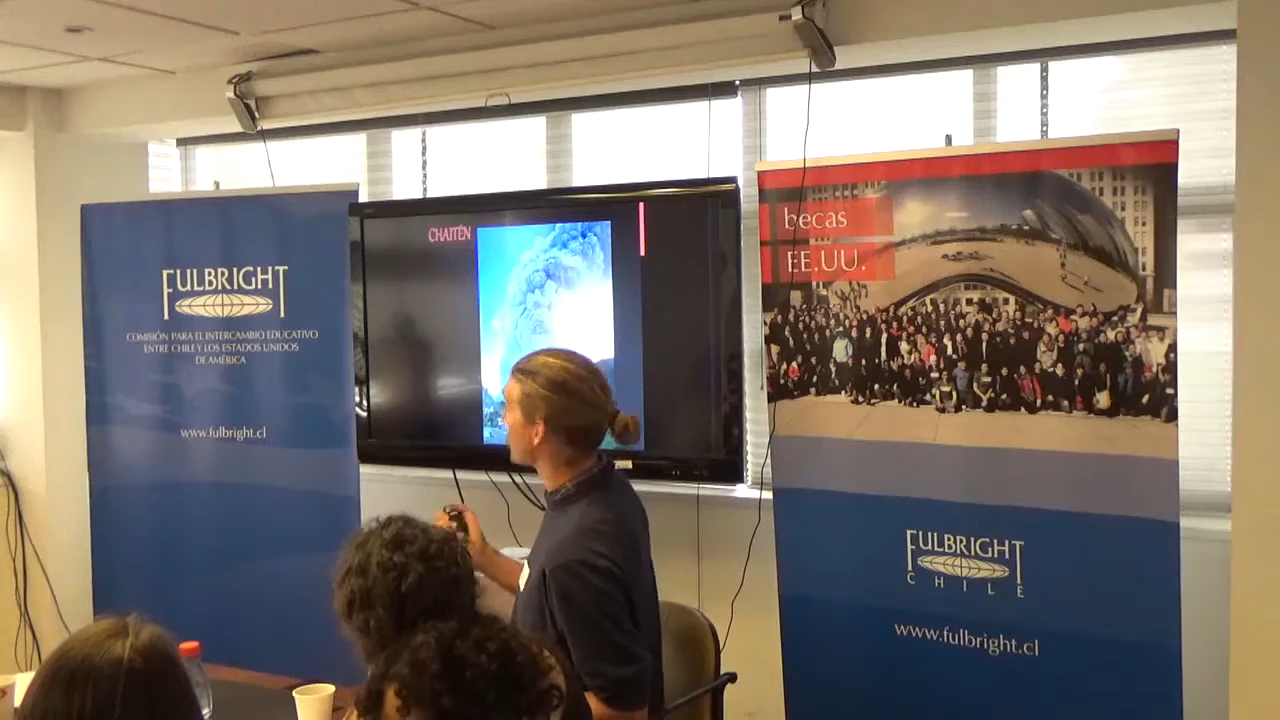 FULBRIGHT
COMISIÓN PARA EL INTERCAMBIO EDUCATIVO
ENTRE CHILE Y LOS ESTADOS UNIDOS
DE AMÉRICA
www.fulbright.cl
CHAITÉN
becas
EE.UU.
FULBRIGHT
CHILE
www.fulbright.cl